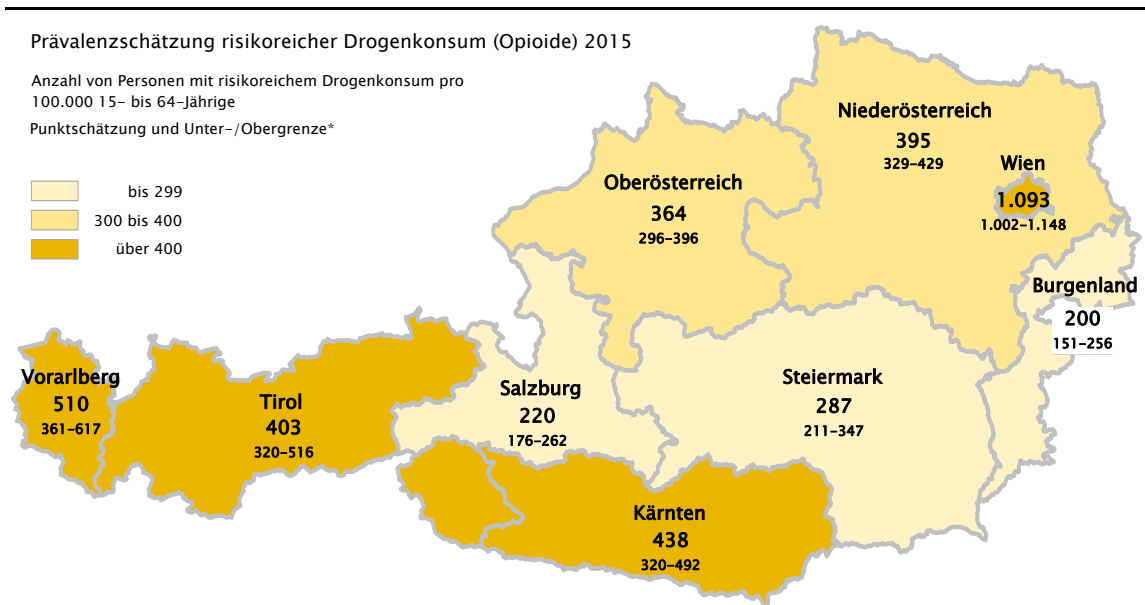 Prävalenzschätzung risikoreicher Drogenkonsum (Opioide) 2015
Anzahl von Personen mit risikoreichem Drogenkonsum pro
100.000 15– bis 64–Jährige
Punktschätzung und Unter–/Obergrenze*
bis 299
300 bis 400
über 400
Niederösterreich
395
329–429
Wien
1.093
1.002–1.148
Oberösterreich
364
296–396
Burgenland
200
151–256
Vorarlberg
510
361–617
Tirol
403
320–516
Salzburg
220
176–262
Steiermark
287
211–347
Kärnten
438
320–492